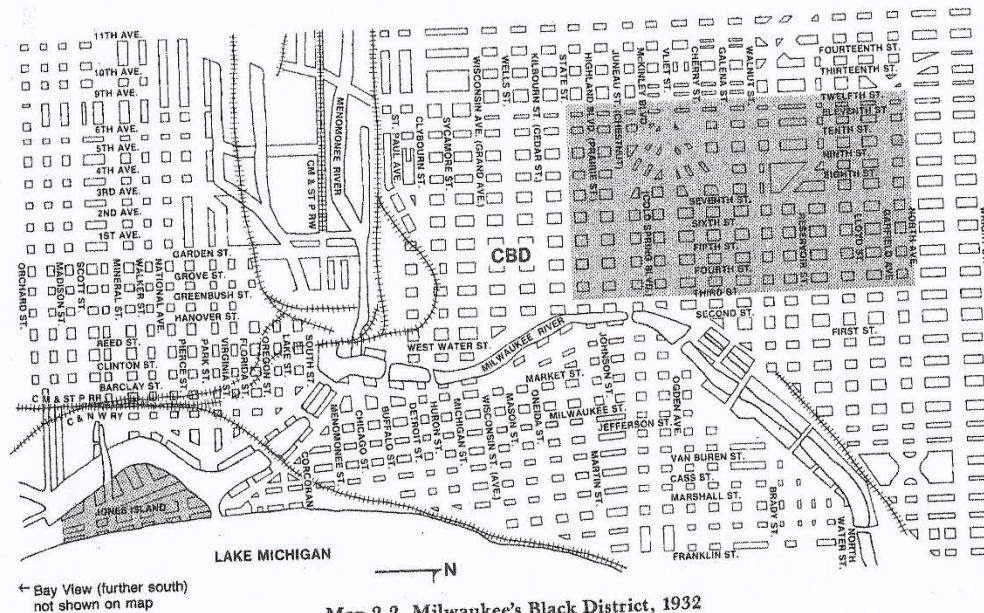 11TH AVE.
10TH AVE.
9TH AVE.
6TH AVE.
5TH AVE.
4TH AVE.
3RD AVE.
2ND AVE.
1ST AVE.
GARDEN ST.
GROVE ST.
GREENBUSH ST.
HANOVER ST.
REED ST.
CLINTON ST.
BARCLAY ST.
C M & ST P RR
C & N W RY
ORCHARD ST.
MADISON ST.
SCOTT ST.
MINERAL ST.
WALKER ST.
NATIONAL AVE.
PIERCE ST.
PARK ST.
VIRGINIA ST.
FLORIDA ST.
OREGON ST.
LAKE ST.
SOUTH ST.
MENOMONEE RIVER
CM & ST P RW
ST. PAUL AVE.
CLYBOURN ST.
SYCAMORE ST.
WISCONSIN AVE. (GRAND AVE.)
WELLS ST.
KILBOURN ST. (CEDAR ST.)
STATE ST.
HIGHLAND BLVD. (PRAIRIE ST.)
JUNEAU ST. (CHESTNUT)
McKINLEY BLVD
COLD SPRING BLVD.)
VLIET ST.
CHERRY ST.
GALENA ST.
WALNUT ST.
RESERVOIR ST.
LLOYD ST.
GARFIELD AVE.
NORTH AVE.
FOURTEENTH ST.
THIRTEENTH ST.
TWELFTH ST.
ELEVENTH ST.
TENTH ST.
NINTH ST.
EIGHTH ST.
SEVENTH ST.
SIXTH ST.
FIFTH ST.
FOURTH ST.
THIRD ST.
SECOND ST.
FIRST ST.
CBD
WEST WATER ST.
MILWAUKEE RIVER
MARKET ST.
MILWAUKEE ST.
JEFFERSON ST.
VAN BUREN ST.
CASS ST.
MARSHALL ST.
FRANKLIN ST.
CORCORAN
MENOMONEE ST.
CHICAGO ST.
BUFFALO ST.
DETROIT ST.
HURON ST.
MICHIGAN ST.
WISCONSIN ST. (AVE.)
MASON ST.
ONEIDA ST.
JOHNSON ST.
MARTIN ST.
OGDEN AVE.
BRADY ST.
NORTH
WATER ST.
JONES ISLAND
LAKE MICHIGAN
N
← Bay View (further south)
not shown on map
Map 2.2. Milwaukee's Black District, 1932